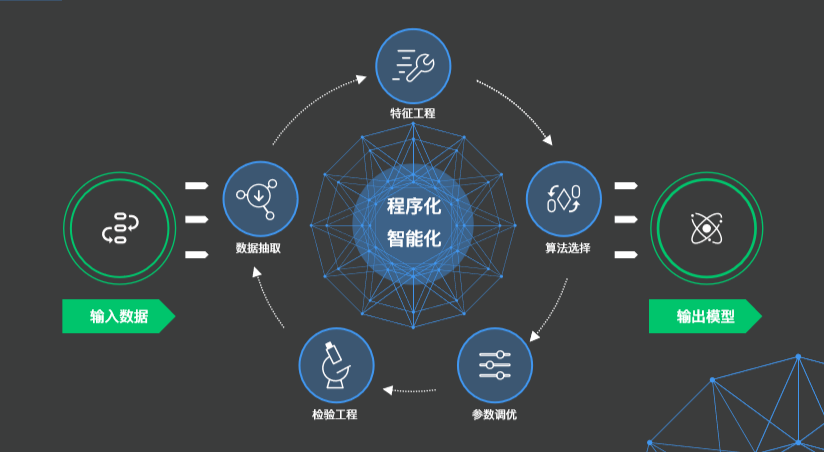 特征工程
程序化
智能化
数据抽取
算法选择
输入数据
输出模型
检验工程
参数调优